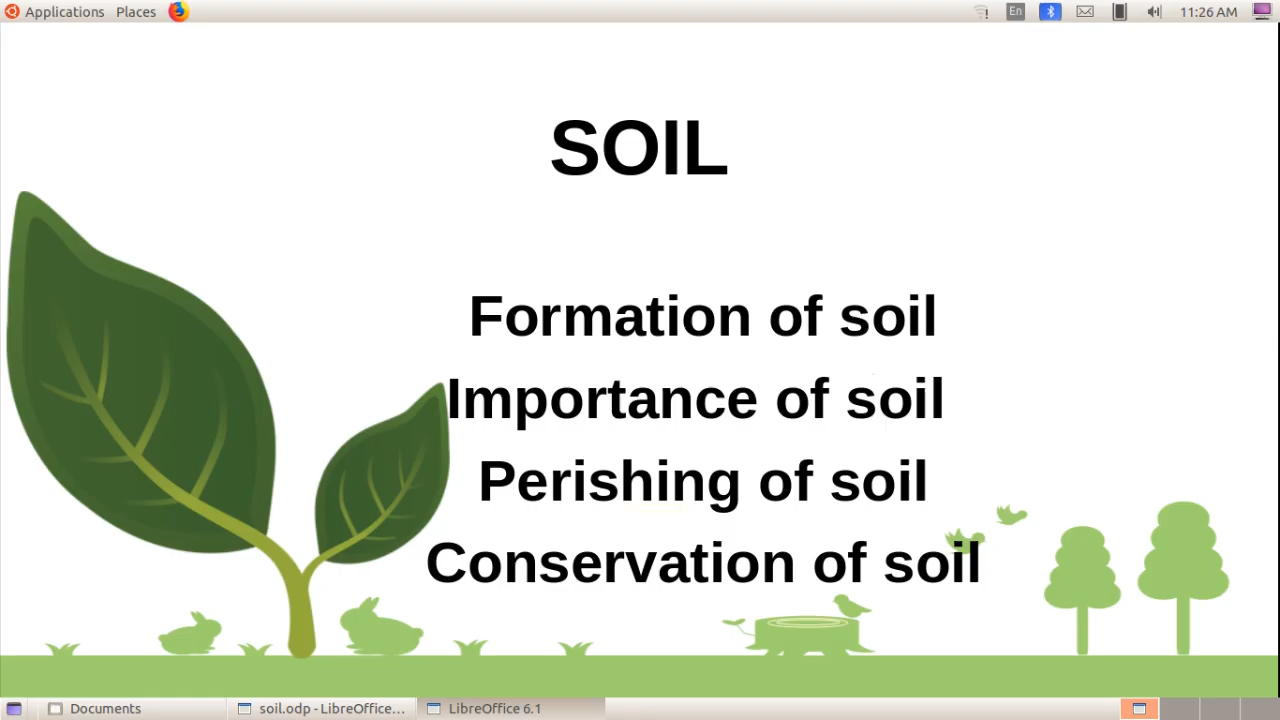 Applications Places
En
11:26 AM
SOIL
Formation of soil
Importance of soil
Perishing of soil
Conservation of soil
Documents
soil.odp - LibreOffice...
LibreOffice 6.1